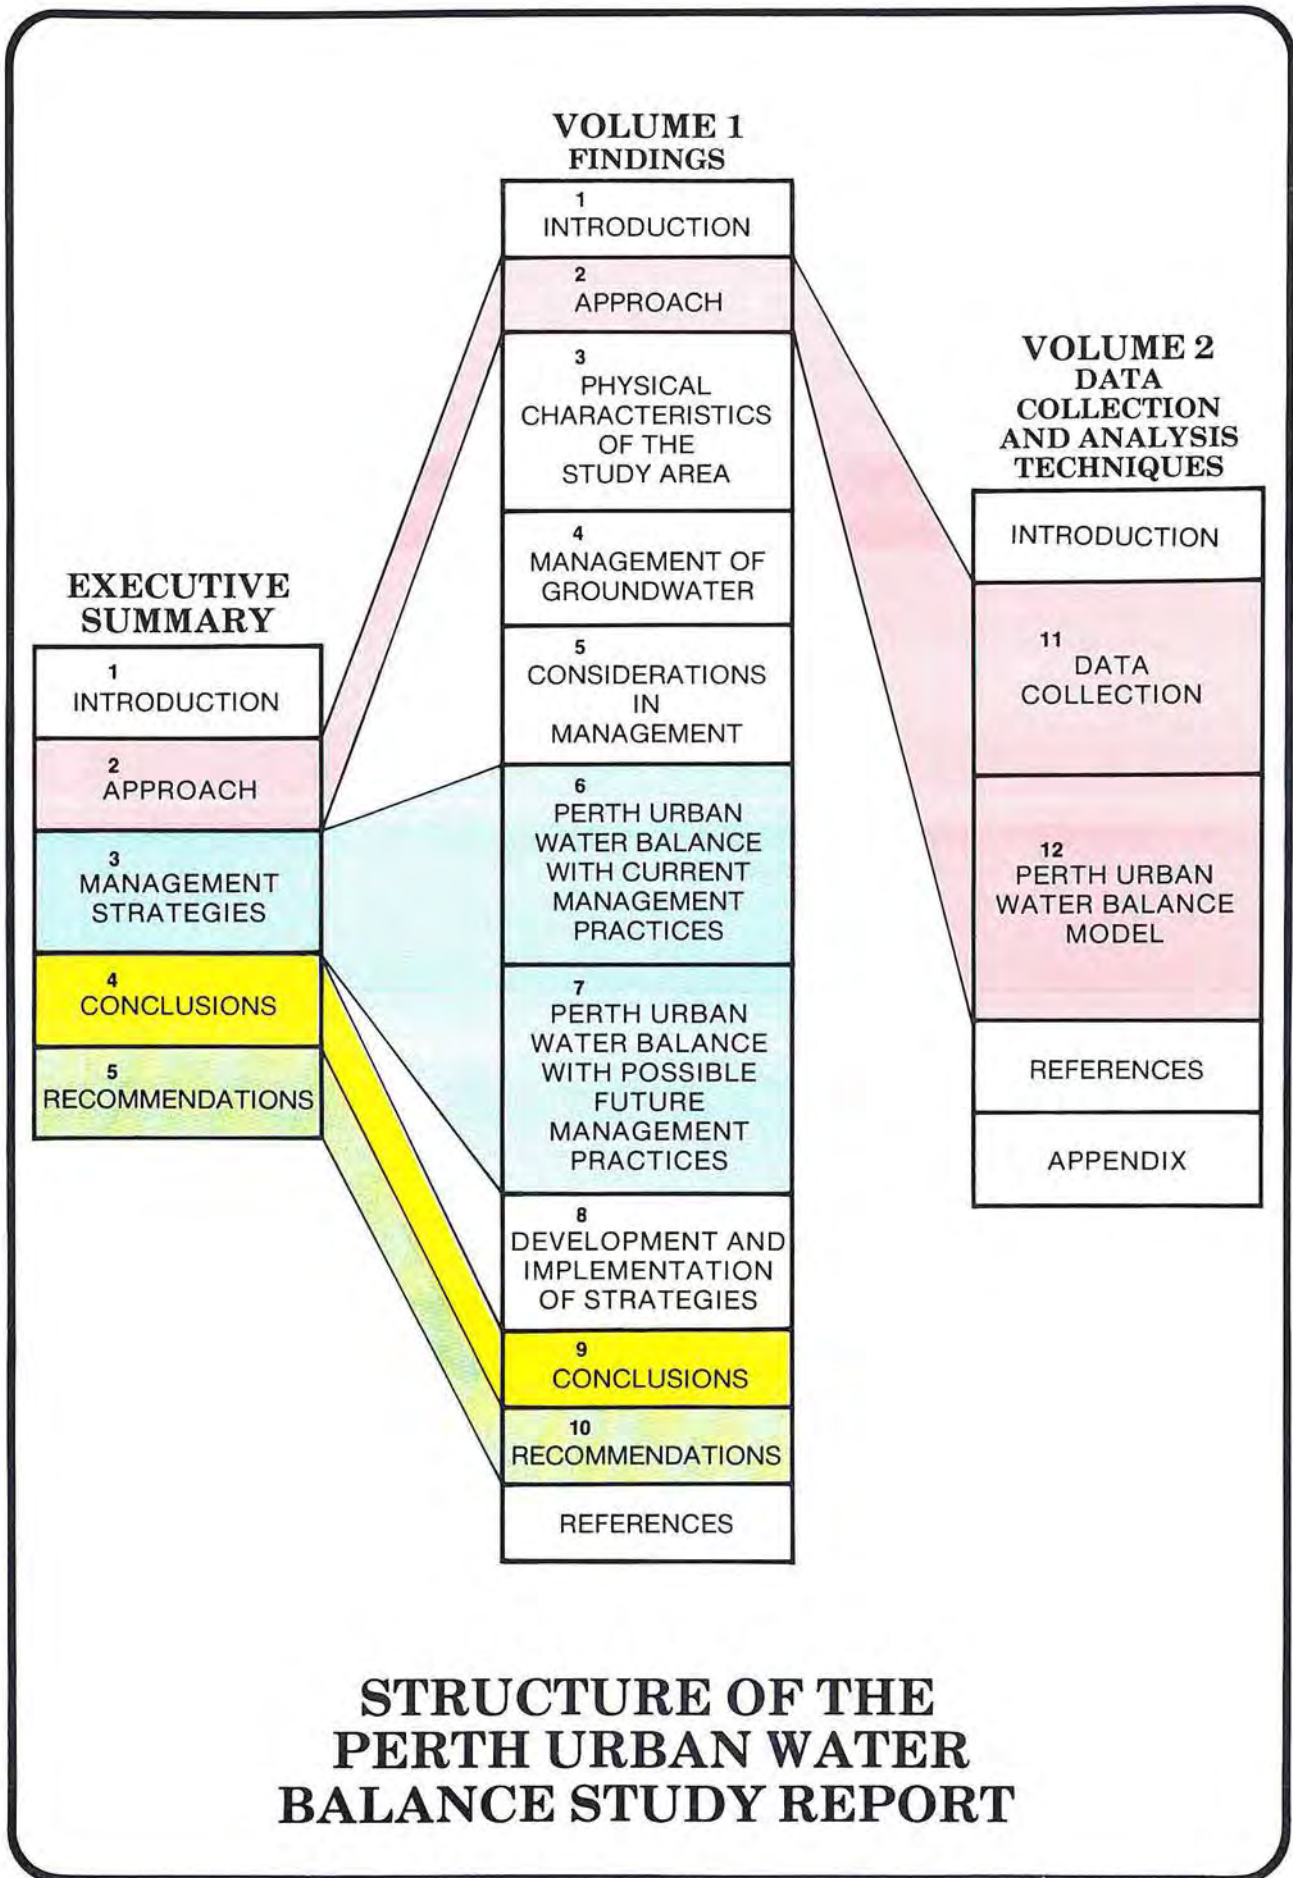 EXECUTIVE
SUMMARY
1
INTRODUCTION
2
APPROACH
3
MANAGEMENT
STRATEGIES
4
CONCLUSIONS
5
RECOMMENDATIONS
VOLUME 1
FINDINGS
1
INTRODUCTION
2
APPROACH
3
PHYSICAL
CHARACTERISTICS
OF THE
STUDY AREA
4
MANAGEMENT OF
GROUNDWATER
5
CONSIDERATIONS
IN
MANAGEMENT
6
PERTH URBAN
WATER BALANCE
WITH CURRENT
MANAGEMENT
PRACTICES
7
PERTH URBAN
WATER BALANCE
WITH POSSIBLE
FUTURE
MANAGEMENT
PRACTICES
8
DEVELOPMENT AND
IMPLEMENTATION
OF STRATEGIES
9
CONCLUSIONS
10
RECOMMENDATIONS
REFERENCES
VOLUME 2
DATA
COLLECTION
AND ANALYSIS
TECHNIQUES
INTRODUCTION
11
DATA
COLLECTION
12
PERTH URBAN
WATER BALANCE
MODEL
REFERENCES
APPENDIX
STRUCTURE OF THE
PERTH URBAN WATER
BALANCE STUDY REPORT